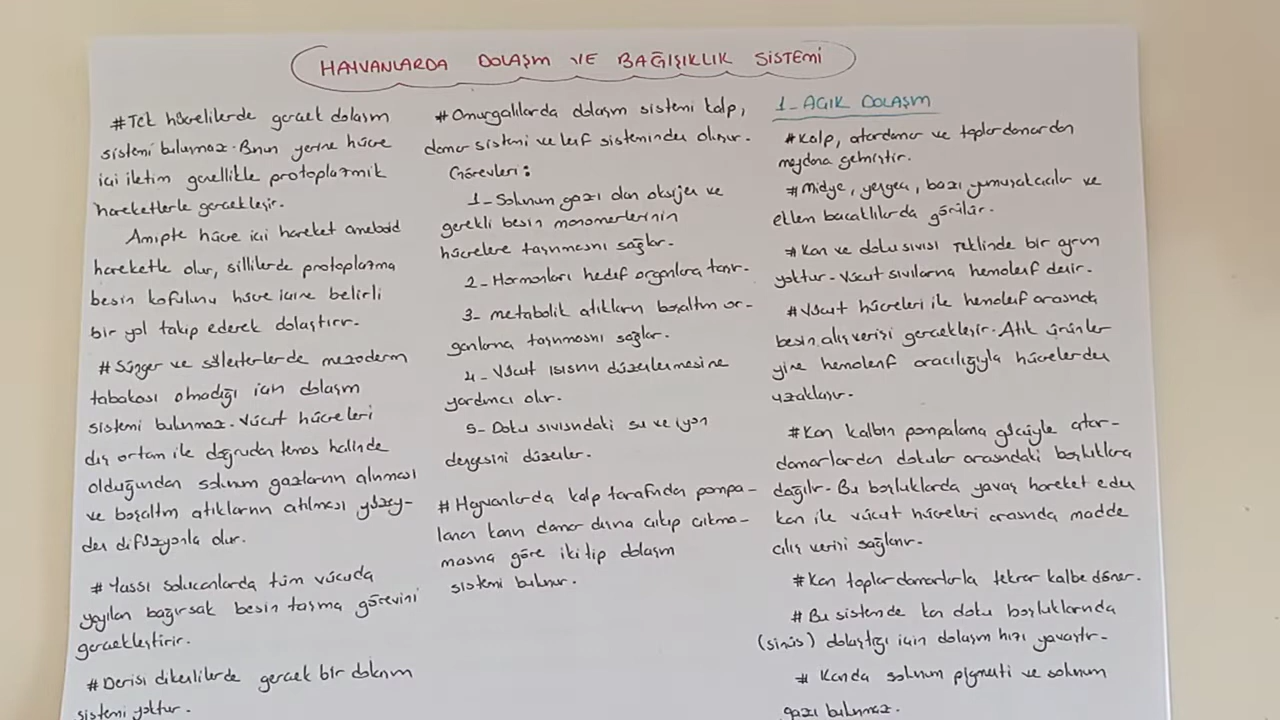 HAYVANLARDA DOLAŞIM VE BAĞIŞIKLIK SİSTEMİ
#Tek hücrelilerde gerçek dolaşım
sistemi bulunmaz. Bunun yerine hücre
içi iletim genellikle protoplazmik
hareketlerle gerçekleşir.
Amipte hücre içi hareket ameboid
hareketle olur, sillilerde protoplazma
besin kofulunu hücre içine belirli
bir yol takip ederek dolaştırır.
#Sünger ve sölenterlerde mezoderm
tabakası olmadığı için dolaşım
sistemi bulunmaz. Vücut hücreleri
dış ortam ile doğrudan temas halinde
olduğundan solunum gazlarının alınması
ve boşaltım atıklarının atılması yüzey-
den difüzyonla olur.
#Yassı solucanlarda tüm vücuda
yayılan bağırsak besin taşıma görevini
gerçekleştirir.
#Derisi dikenlilerde gerçek bir dolaşım
sistemi yoktur.
#Omurgalılarda dolaşım sistemi kalp,
damar sistemi ve lenf sisteminden oluşur.
Görevleri:
1- Solunum gazı olan oksijen ve
gerekli besin monomerlerinin
hücrelere taşınmasını sağlar.
2- Hormonları hedef organlara taşır.
3- metabolik atıkların boşaltım or-
ganlarına taşınmasını sağlar.
4- Vücut ısısının düzenlenmesine
yardımcı olur.
5- Doku sıvısındaki su ve iyon
dengesini düzenler.
#Hayvanlarda kalp tarafından pompa-
lanan kanın damar dışına çıkıp çıkma-
masına göre iki tip dolaşım
sistemi bulunur.
1- AÇIK DOLAŞIM
#Kalp, atardamar ve toplardamardan
meydana gelmiştir.
#Midye, yengeç, bazı yumuşakçalar ve
eklem bacaklılarda görülür.
#Kan ve doku sıvısı şeklinde bir ayrım
yoktur. Vücut sıvılarına hemolenf denir.
#Vücut hücreleri ile hemolenf arasında
besin alış verişi gerçekleşir. Atık ürünler
yine hemolenf aracılığıyla hücrelerden
uzaklaşır.
#Kan kalbin pompalama gücüyle atar-
damarlardan dokular arasındaki boşluklara
dağılır. Bu boşluklarda yavaş hareket eden
kan ile vücut hücreleri arasında madde
alış verişi sağlanır.
#Kan toplardamarlarla tekrar kalbe döner.
#Bu sistemde kan doku boşluklarında
(sinüs) dolaştığı için dolaşım hızı yavaştır.
#Kanda solunum pigmenti ve solunum
gazı bulunmaz.